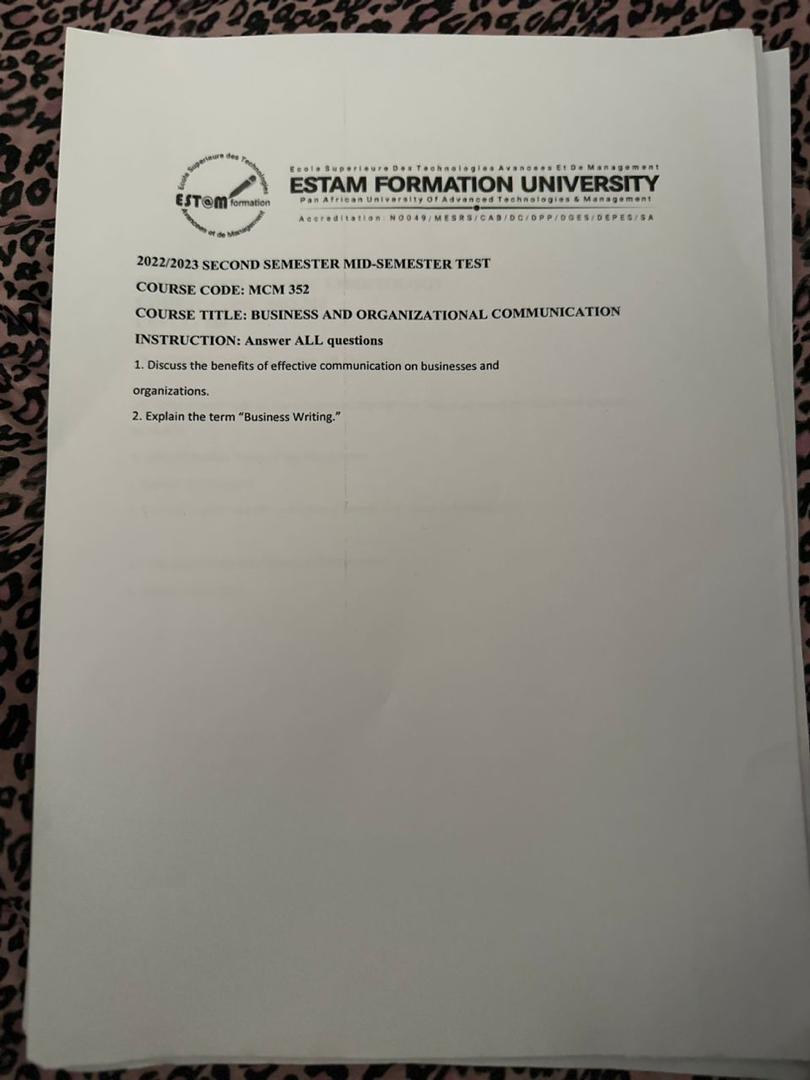 Ecole Superieure des Technologies
EST@M formation
Avancées et de Management
Ecole Superieure Des Technologies Avancees Et De Management
ESTAM FORMATION UNIVERSITY
Pan African University Of Advanced Technologies & Management
Accreditation: N0049/MESRS/CAB/DC/DPP/DGES/DEPES/SA
2022/2023 SECOND SEMESTER MID-SEMESTER TEST
COURSE CODE: MCM 352
COURSE TITLE: BUSINESS AND ORGANIZATIONAL COMMUNICATION
INSTRUCTION: Answer ALL questions
1. Discuss the benefits of effective communication on businesses and
organizations.
2. Explain the term “Business Writing.”